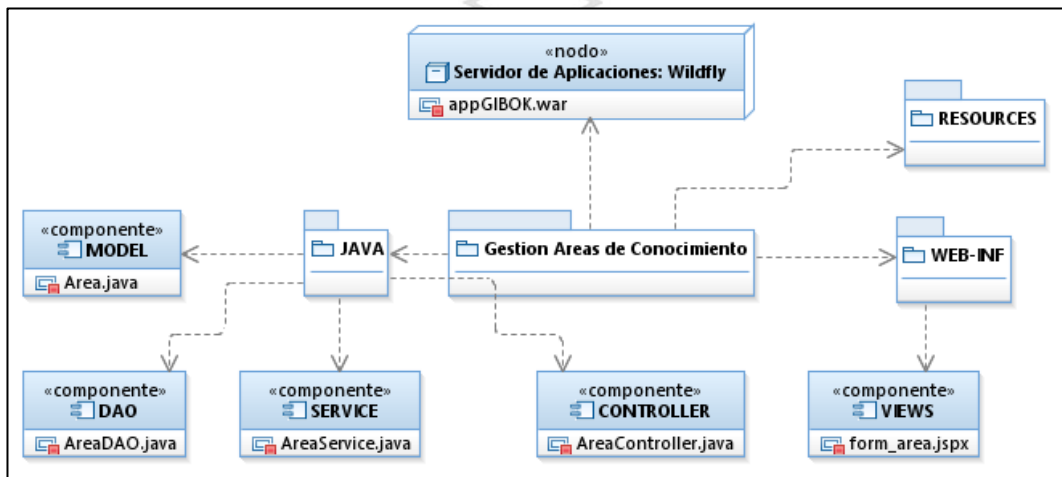 «nodo»
Servidor de Aplicaciones: Wildfly
appGIBOK.war
RESOURCES
«componente»
MODEL
Area.java
JAVA
Gestion Areas de Conocimiento
WEB-INF
«componente»
DAO
AreaDAO.java
«componente»
SERVICE
AreaService.java
«componente»
CONTROLLER
AreaController.java
«componente»
VIEWS
form_area.jspx